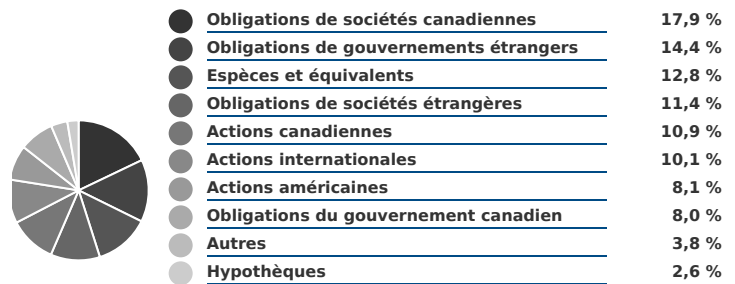 Obligations de sociétés canadiennes 17,9 %
Obligations de gouvernements étrangers 14,4 %
Espèces et équivalents 12,8 %
Obligations de sociétés étrangères 11,4 %
Actions canadiennes 10,9 %
Actions internationales 10,1 %
Actions américaines 8,1 %
Obligations du gouvernement canadien 8,0 %
Autres 3,8 %
Hypothèques 2,6 %